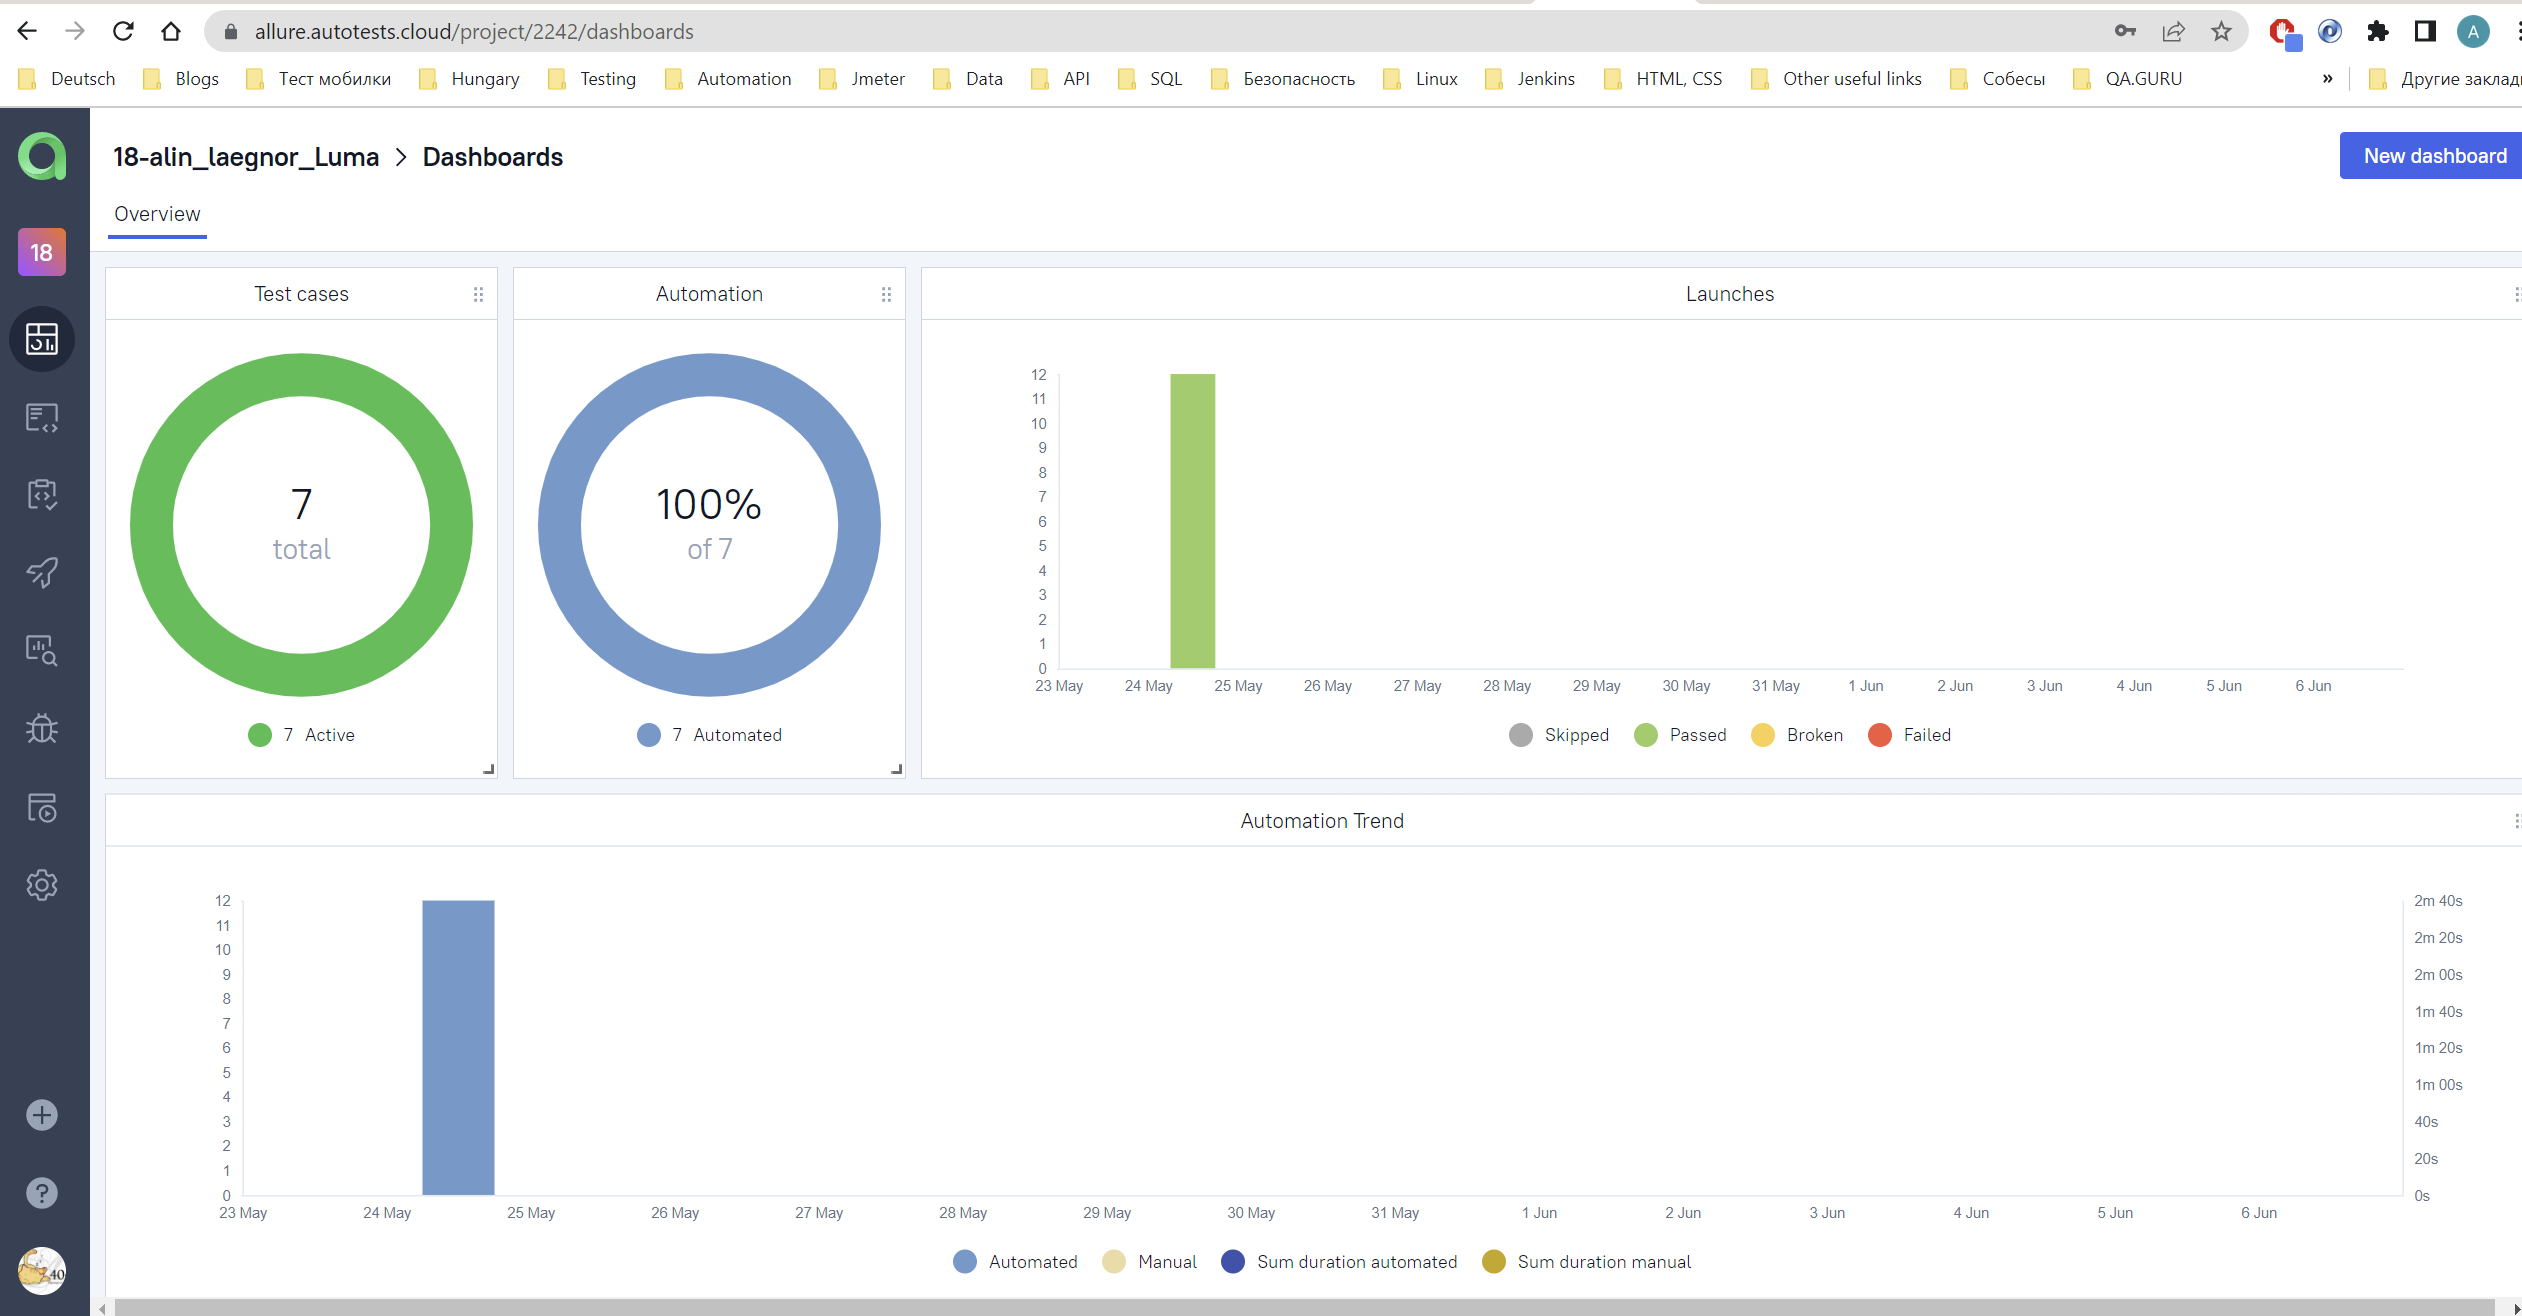 allure.autotests.cloud/project/2242/dashboards
A
Deutsch Blogs Тест мобилки Hungary Testing Automation Jmeter Data API SQL Безопасность Linux Jenkins HTML, CSS Other useful links Собесы QA.GURU » Другие заклад
18-alin_laegnor_Luma > Dashboards
New dashboard
Overview
18
Test cases
7
total
7 Active
Automation
100%
of 7
7 Automated
Launches
12
11
10
9
8
7
6
5
4
3
2
1
0
23 May 24 May 25 May 26 May 27 May 28 May 29 May 30 May 31 May 1 Jun 2 Jun 3 Jun 4 Jun 5 Jun 6 Jun
Skipped Passed Broken Failed
Automation Trend
12
11
10
9
8
7
6
5
4
3
2
1
0
2m 40s
2m 20s
2m 00s
1m 40s
1m 20s
1m 00s
40s
20s
0s
23 May 24 May 25 May 26 May 27 May 28 May 29 May 30 May 31 May 1 Jun 2 Jun 3 Jun 4 Jun 5 Jun 6 Jun
Automated Manual Sum duration automated Sum duration manual
?
40